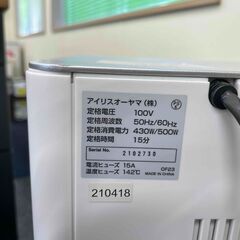 アイリスオーヤマ(株)
定格電圧 100V
定格周波数 50Hz/60Hz
定格消費電力 430W/500W
定格時間 15分
Serial No. 2102730
電流ヒューズ 15A
温度ヒューズ 142℃ MADE IN CHINA
OF23
210418